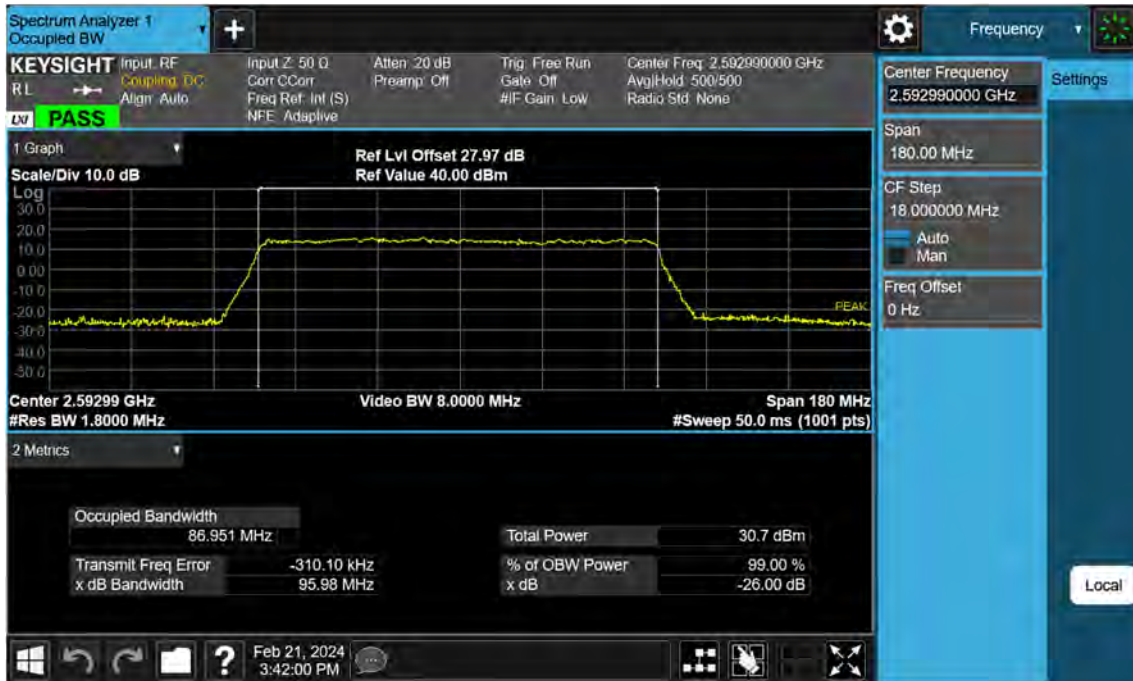 Spectrum Analyzer 1
Occupied BW
+
Frequency
KEYSIGHT
RL
LXI
PASS
Input: RF
Coupling: DC
Align: Auto
Input Z: 50 Ω
Corr CCorr
Freq Ref: Int (S)
NFE: Adaptive
Atten: 20 dB
Preamp: Off
Trig: Free Run
Gate: Off
#IF Gain: Low
Center Freq: 2.592990000 GHz
Avg|Hold: 500/500
Radio Std: None
1 Graph
Scale/Div 10.0 dB
Ref Lvl Offset 27.97 dB
Ref Value 40.00 dBm
Log
30.0
20.0
10.0
0.00
-10.0
-20.0
-30.0
-40.0
-50.0
PEAK
Center 2.59299 GHz
#Res BW 1.8000 MHz
Video BW 8.0000 MHz
Span 180 MHz
#Sweep 50.0 ms (1001 pts)
2 Metrics
Occupied Bandwidth
86.951 MHz
Transmit Freq Error -310.10 kHz
x dB Bandwidth 95.98 MHz
Total Power 30.7 dBm
% of OBW Power 99.00 %
x dB -26.00 dB
Center Frequency
2.592990000 GHz
Span
180.00 MHz
CF Step
18.000000 MHz
Auto
Man
Freq Offset
0 Hz
Settings
Local
?
Feb 21, 2024
3:42:00 PM